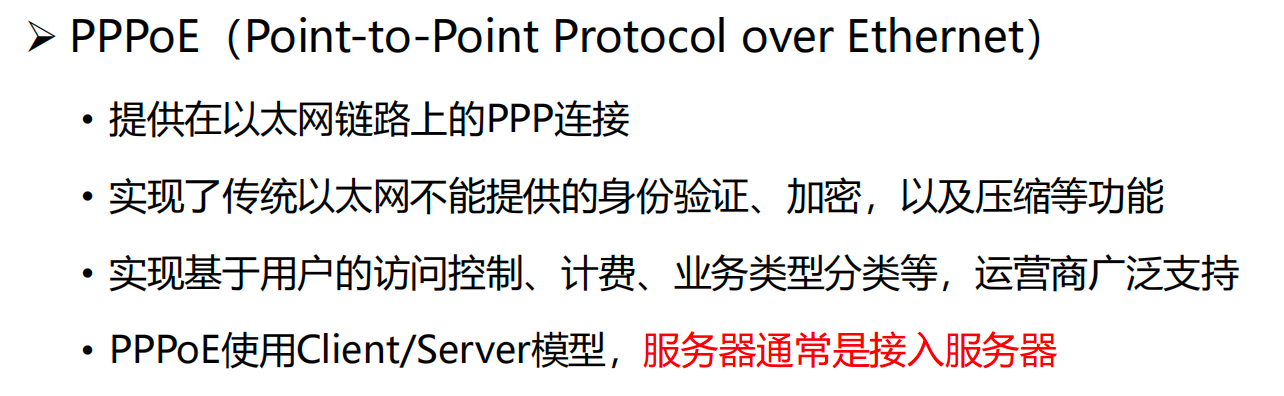 ➢ PPPoE（Point-to-Point Protocol over Ethernet）
• 提供在以太网链路上的PPP连接
• 实现了传统以太网不能提供的身份验证、加密，以及压缩等功能
• 实现基于用户的访问控制、计费、业务类型分类等，运营商广泛支持
• PPPoE使用Client/Server模型，服务器通常是接入服务器